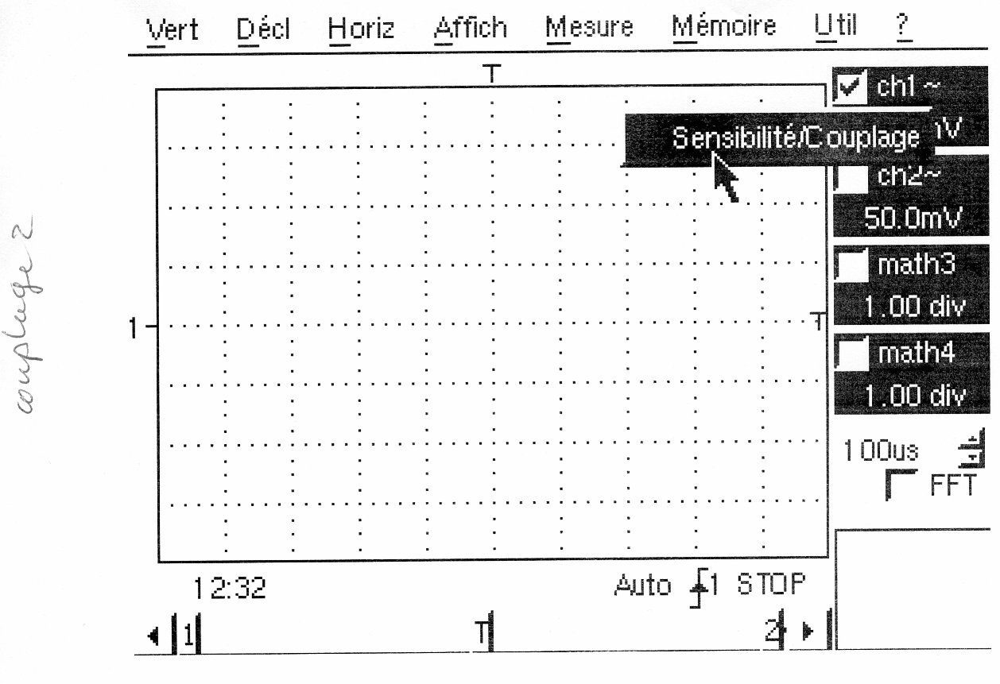 Vert Décl Horiz Affich Mesure Mémoire Util ?
T
ch1 ~
Sensibilité/Couplage
ch2~
50.0mV
math3
1.00 div
1
T
math4
1.00 div
100us
FFT
12:32
Auto 1 STOP
1 T 2
couplage 2